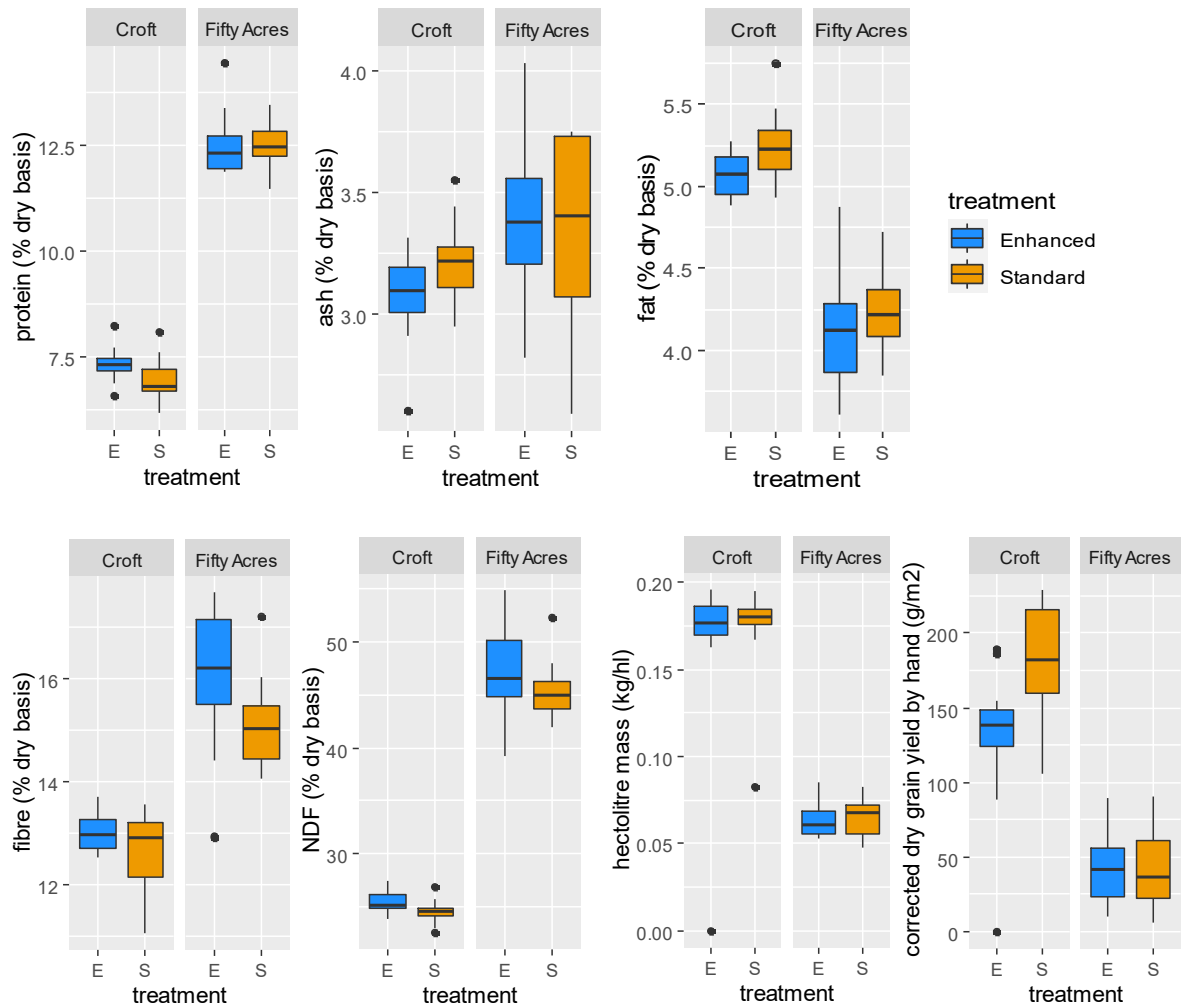 Croft
Fifty Acres
protein (% dry basis)
12.5
10.0
7.5
E
S
E
S
treatment
Croft
Fifty Acres
ash (% dry basis)
4.0
3.5
3.0
E
S
E
S
treatment
Croft
Fifty Acres
fat (% dry basis)
5.5
5.0
4.5
4.0
E
S
E
S
treatment
treatment
Enhanced
Standard
Croft
Fifty Acres
fibre (% dry basis)
16
14
12
E
S
E
S
treatment
Croft
Fifty Acres
NDF (% dry basis)
50
40
30
E
S
E
S
treatment
Croft
Fifty Acres
hectolitre mass (kg/hl)
0.20
0.15
0.10
0.05
0.00
E
S
E
S
treatment
Croft
Fifty Acres
corrected dry grain yield by hand (g/m2)
200
150
100
50
0
E
S
E
S
treatment